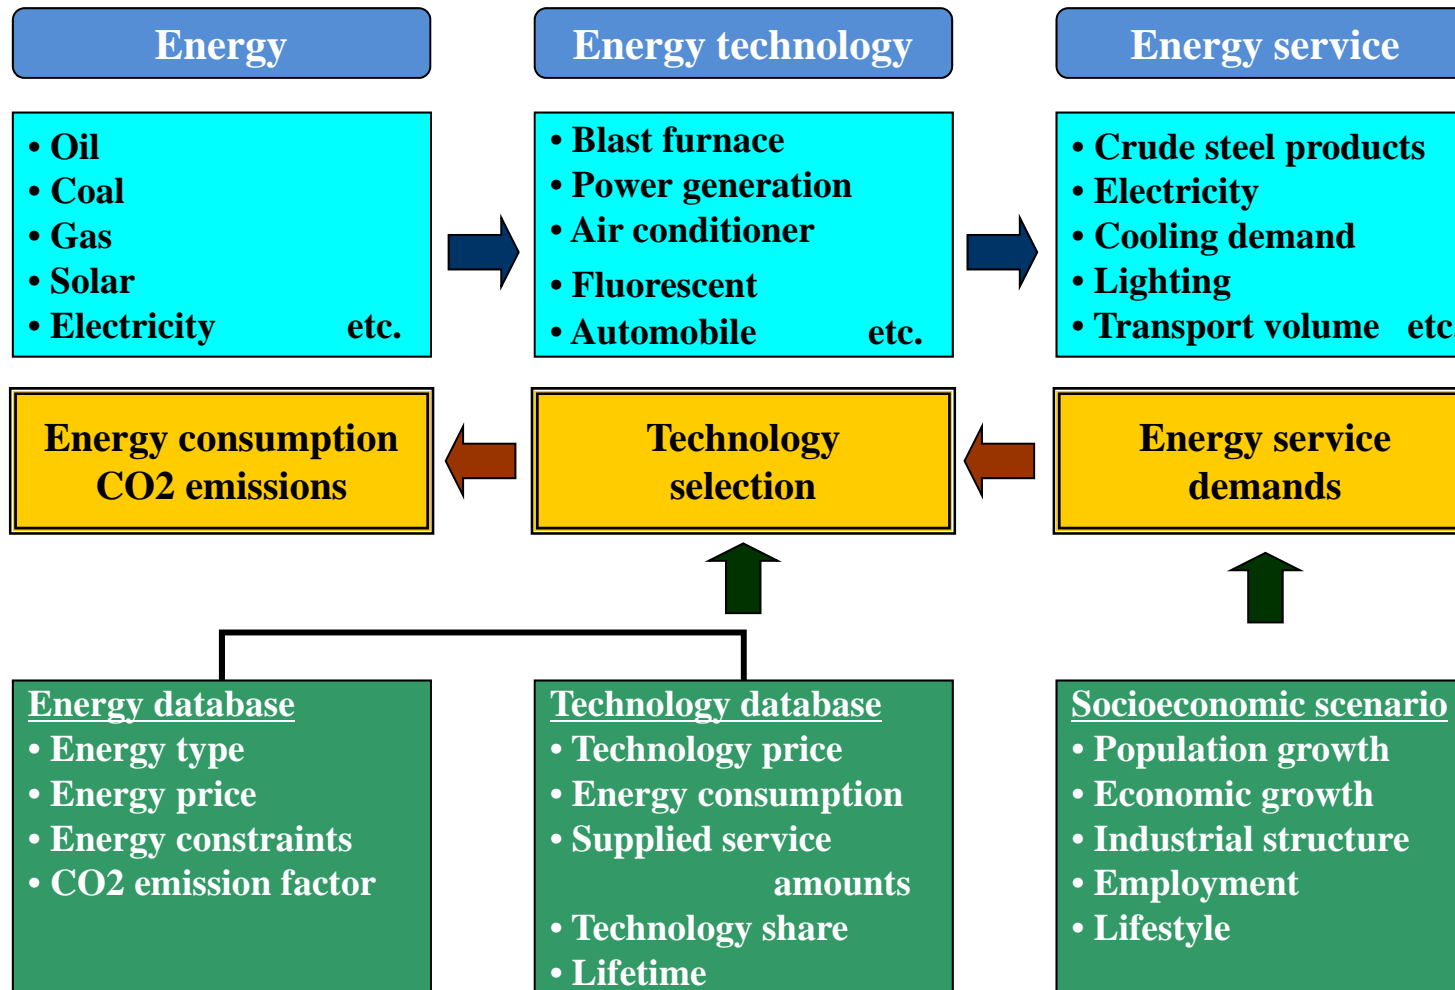 Energy
Energy technology
Energy service
• Oil
• Coal
• Gas
• Solar
• Electricity etc.
• Blast furnace
• Power generation
• Air conditioner
• Fluorescent
• Automobile etc.
• Crude steel products
• Electricity
• Cooling demand
• Lighting
• Transport volume etc.
Energy consumption
CO2 emissions
Technology
selection
Energy service
demands
Energy database
• Energy type
• Energy price
• Energy constraints
• CO2 emission factor
Technology database
• Technology price
• Energy consumption
• Supplied service
amounts
• Technology share
• Lifetime
Socioeconomic scenario
• Population growth
• Economic growth
• Industrial structure
• Employment
• Lifestyle